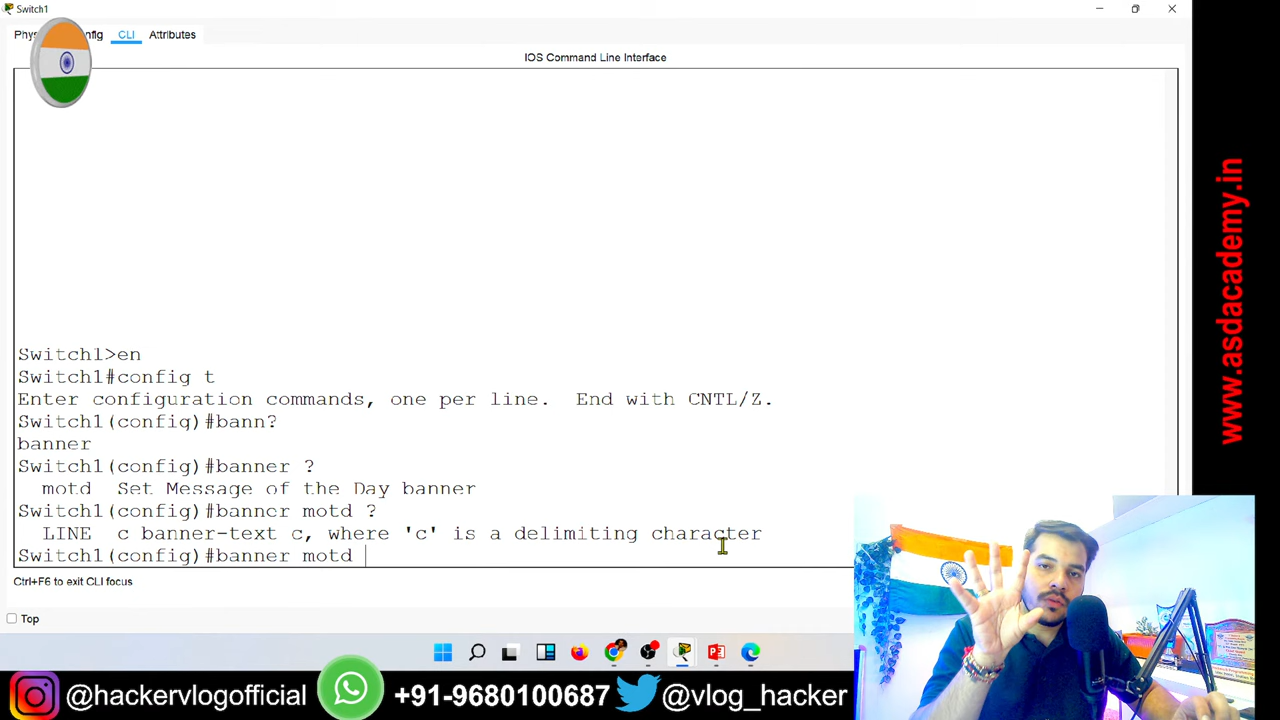 Switch1
Config CLI Attributes
IOS Command Line Interface
Switch1>en
Switch1#config t
Enter configuration commands, one per line. End with CNTL/Z.
Switch1(config)#bann?
banner
Switch1(config)#banner ?
motd Set Message of the Day banner
Switch1(config)#banner motd ?
LINE c banner-text c, where 'c' is a delimiting character
Switch1(config)#banner motd
Ctrl+F6 to exit CLI focus
Top
@hackervlogofficial +91-9680100687 @vlog_hacker
www.asdacademy.in